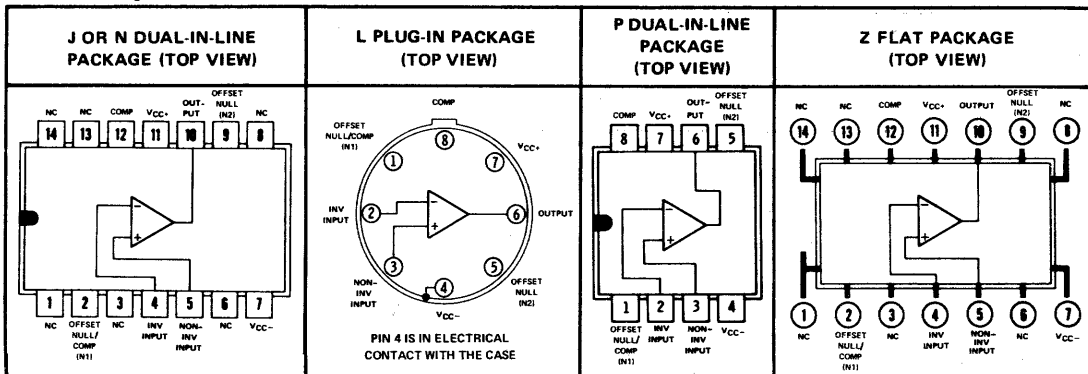 J OR N DUAL-IN-LINE
PACKAGE (TOP VIEW)
NC
NC
COMP
VCC+
OUT-
PUT
OFFSET
NULL
(N2)
NC
14
13
12
11
10
9
8
1
2
3
4
5
6
7
NC
OFFSET
NULL/
COMP
(N1)
NC
INV
INPUT
NON-
INV
INPUT
NC
VCC-
L PLUG-IN PACKAGE
(TOP VIEW)
COMP
OFFSET
NULL/COMP
(N1)
VCC+
8
1
7
INV
INPUT
2
6
OUTPUT
3
5
4
NON-
INV
INPUT
OFFSET
NULL
(N2)
VCC-
PIN 4 IS IN ELECTRICAL
CONTACT WITH THE CASE
P DUAL-IN-LINE
PACKAGE
(TOP VIEW)
COMP
VCC+
OUT-
PUT
OFFSET
NULL
(N2)
8
7
6
5
1
2
3
4
OFFSET
NULL/
COMP
(N1)
INV
INPUT
NON-
INV
INPUT
VCC-
Z FLAT PACKAGE
(TOP VIEW)
NC
NC
COMP
VCC+
OUTPUT
OFFSET
NULL
(N2)
NC
14
13
12
11
10
9
8
1
2
3
4
5
6
7
NC
OFFSET
NULL/
COMP
(N1)
NC
INV
INPUT
NON-
INV
INPUT
NC
VCC-